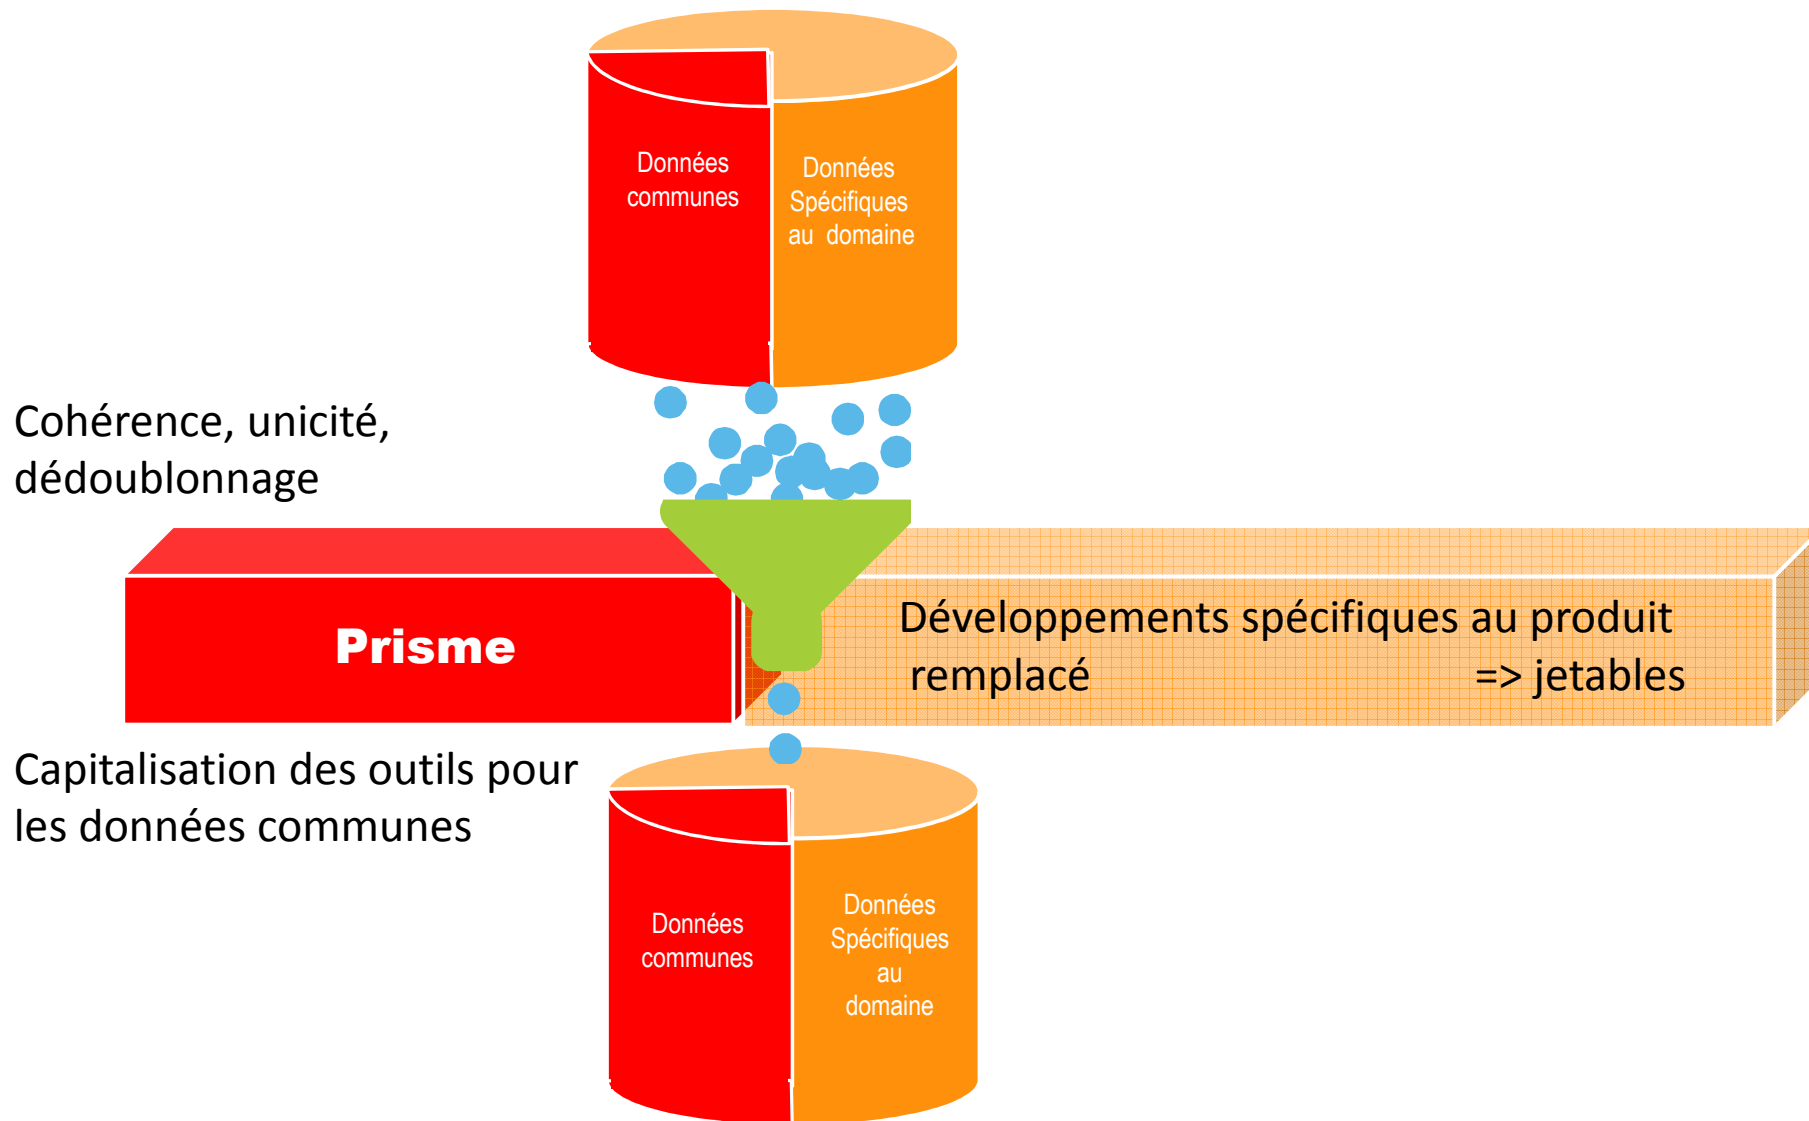 Données
communes
Données
Spécifiques
au domaine
Cohérence, unicité,
dédoublonnage
Prisme
Développements spécifiques au produit
remplacé => jetables
Capitalisation des outils pour
les données communes
Données
communes
Données
Spécifiques
au
domaine